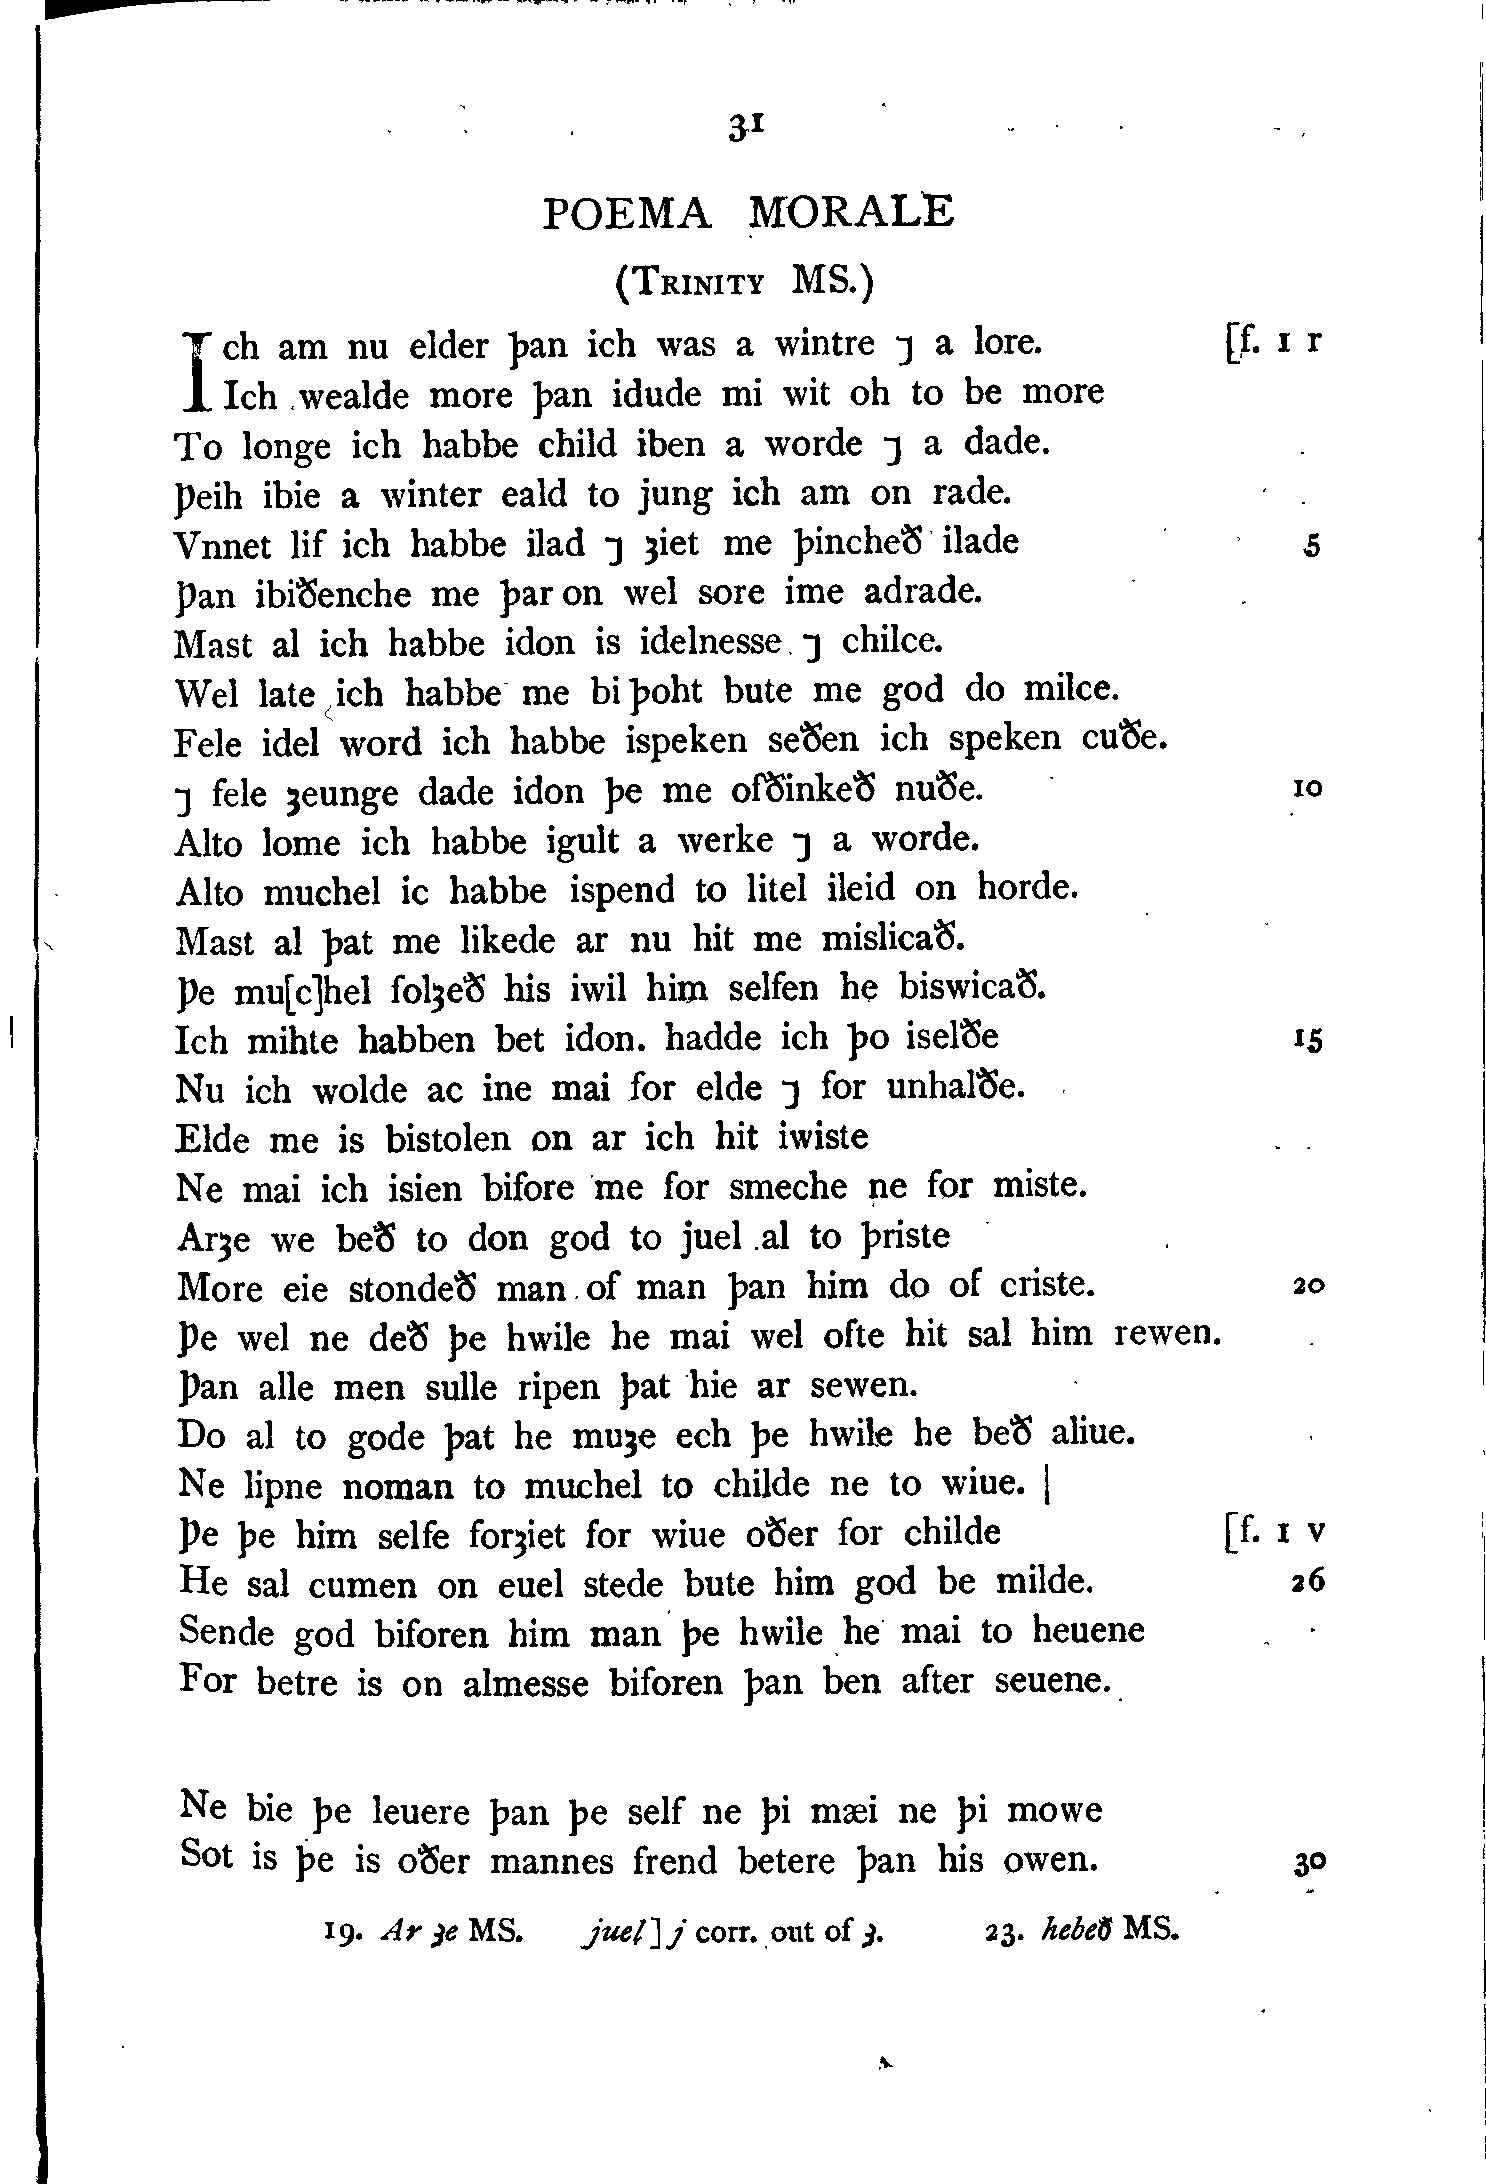 31
POEMA MORALE
(TRINITY MS.)
Ich am nu elder þan ich was a wintre ⁊ a lore. [f. 1 r
Ich wealde more þan idude mi wit oh to be more
To longe ich habbe child iben a worde ⁊ a dade.
Þeih ibie a winter eald to jung ich am on rade.
Vnnet lif ich habbe ilad ⁊ ȝiet me þincheð ilade 5
Þan ibiðenche me þar on wel sore ime adrade.
Mast al ich habbe idon is idelnesse ⁊ chilce.
Wel late ich habbe me bi þoht bute me god do milce.
Fele idel word ich habbe ispeken seðen ich speken cuðe.
⁊ fele ȝeunge dade idon þe me ofðinkeð nuðe. 10
Alto lome ich habbe igult a werke ⁊ a worde.
Alto muchel ic habbe ispend to litel ileid on horde.
Mast al þat me likede ar nu hit me mislicað.
Þe mu[c]hel folȝeð his iwil him selfen he biswicað.
Ich mihte habben bet idon. hadde ich þo iselðe 15
Nu ich wolde ac ine mai for elde ⁊ for unhalðe.
Elde me is bistolen on ar ich hit iwiste
Ne mai ich isien bifore me for smeche ne for miste.
Arȝe we beð to don god to juel al to þriste
More eie stondeð man of man þan him do of criste. 20
Þe wel ne deð þe hwile he mai wel ofte hit sal him rewen.
Þan alle men sulle ripen þat hie ar sewen.
Do al to gode þat he muȝe ech þe hwile he beð aliue.
Ne lipne noman to muchel to childe ne to wiue. |
Þe þe him selfe forȝiet for wiue oðer for childe [f. 1 v
He sal cumen on euel stede bute him god be milde. 26
Sende god biforen him man þe hwile he mai to heuene
For betre is on almesse biforen þan ben after seuene.
Ne bie þe leuere þan þe self ne þi mæi ne þi mowe
Sot is þe is oðer mannes frend betere þan his owen. 30
19. Ar ȝe MS. juel] j corr. out of ȝ. 23. hebeð MS.